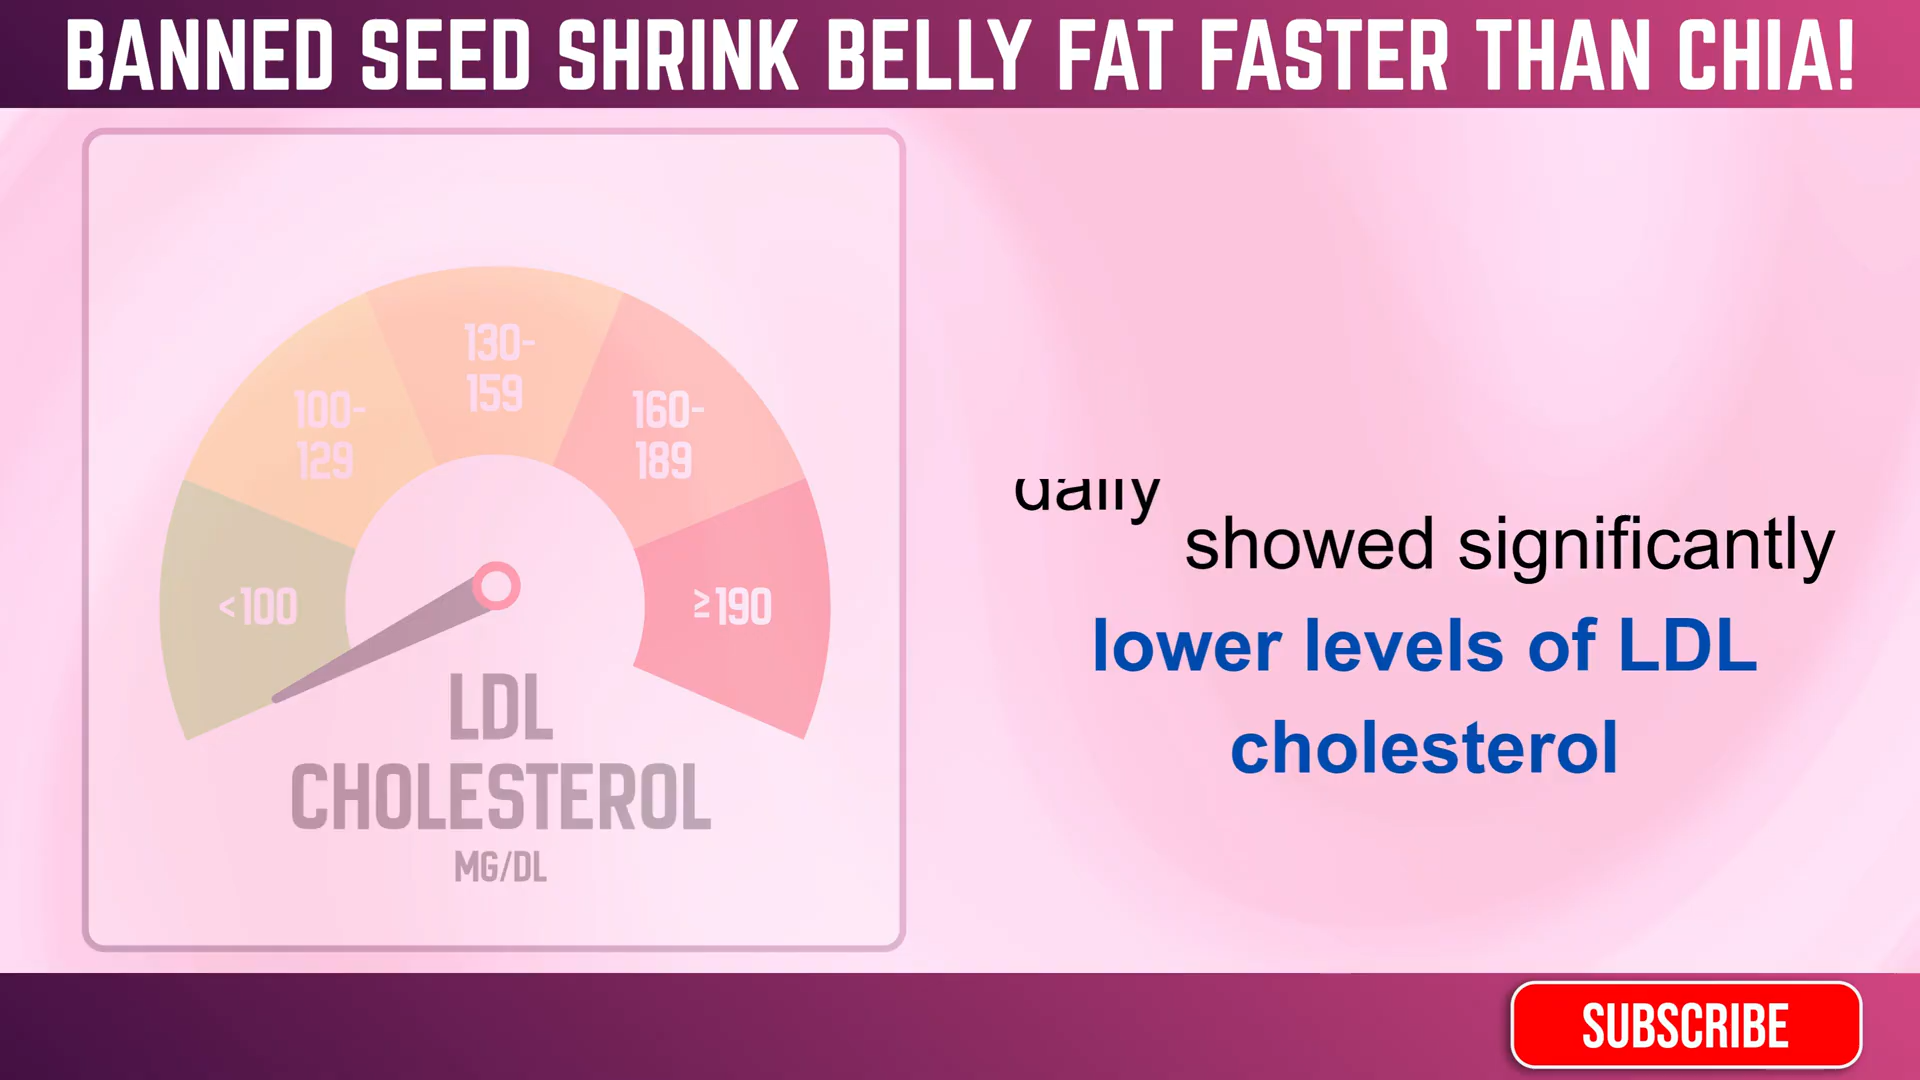 BANNED SEED SHRINK BELLY FAT FASTER THAN CHIA!
130-
159
100-
129
160-
189
<100
≥190
LDL
CHOLESTEROL
MG/DL
daily
showed significantly
lower levels of LDL
cholesterol
SUBSCRIBE